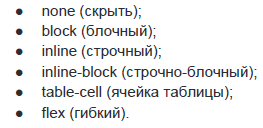 ● none (скрыть);
● block (блочный);
● inline (строчный);
● inline-block (строчно-блочный);
● table-cell (ячейка таблицы);
● flex (гибкий).